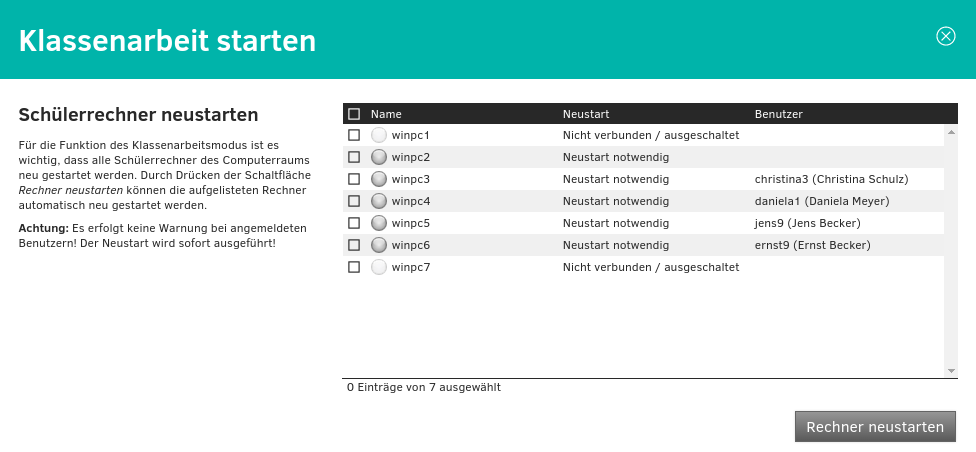 Klassenarbeit starten
Schülerrechner neustarten
Für die Funktion des Klassenarbeitsmodus ist es
wichtig, dass alle Schülerrechner des Computerraums
neu gestartet werden. Durch Drücken der Schaltfläche
Rechner neustarten können die aufgelisteten Rechner
automatisch neu gestartet werden.
Achtung: Es erfolgt keine Warnung bei angemeldeten
Benutzern! Der Neustart wird sofort ausgeführt!
Name Neustart Benutzer
winpc1 Nicht verbunden / ausgeschaltet
winpc2 Neustart notwendig
winpc3 Neustart notwendig christina3 (Christina Schulz)
winpc4 Neustart notwendig daniela1 (Daniela Meyer)
winpc5 Neustart notwendig jens9 (Jens Becker)
winpc6 Neustart notwendig ernst9 (Ernst Becker)
winpc7 Nicht verbunden / ausgeschaltet
0 Einträge von 7 ausgewählt
Rechner neustarten